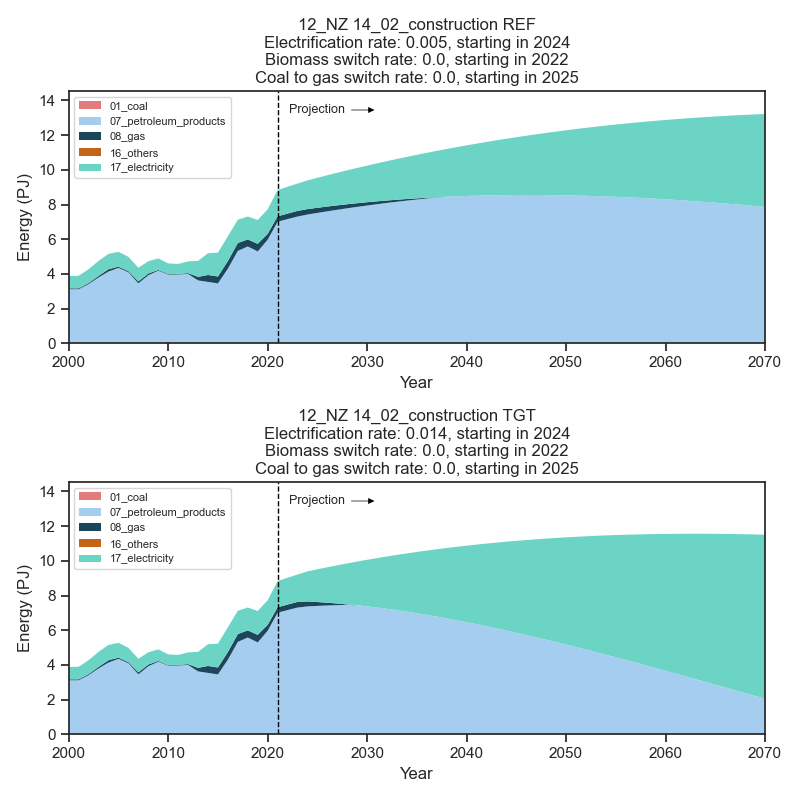 12_NZ 14_02_construction REF
Electrification rate: 0.005, starting in 2024
Biomass switch rate: 0.0, starting in 2022
Coal to gas switch rate: 0.0, starting in 2025
14
12
10
8
6
4
2
0
Energy (PJ)
01_coal
07_petroleum_products
08_gas
16_others
17_electricity
Projection
2000 2010 2020 2030 2040 2050 2060 2070
Year
12_NZ 14_02_construction TGT
Electrification rate: 0.014, starting in 2024
Biomass switch rate: 0.0, starting in 2022
Coal to gas switch rate: 0.0, starting in 2025
14
12
10
8
6
4
2
0
Energy (PJ)
01_coal
07_petroleum_products
08_gas
16_others
17_electricity
Projection
2000 2010 2020 2030 2040 2050 2060 2070
Year